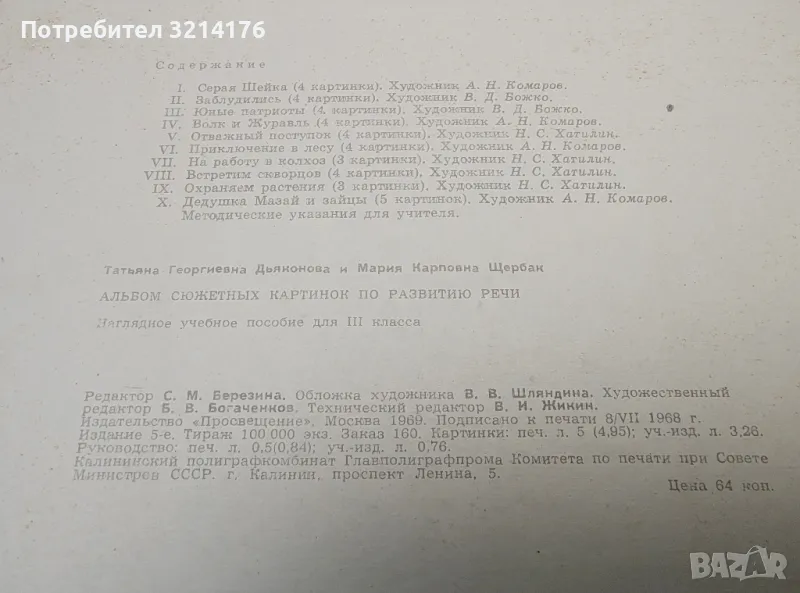 Потребител 3214176
Содержание
I. Серая Шейка (4 картинки). Художник А. Н. Комаров.
II. Заблудились (4 картинки). Художник В. Д. Божко.
III. Юные патриоты (4 картинки). Художник В. Д. Божко.
IV. Волк и Журавль (4 картинки). Художник А. Н. Комаров.
V. Отважный поступок (4 картинки). Художник Н. С. Хатилин.
VI. Приключение в лесу (4 картинки). Художник А. Н. Комаров.
VII. На работу в колхоз (3 картинки). Художник Н. С. Хатилин.
VIII. Встретим скворцов (4 картинки). Художник Н. С. Хатилин.
IX. Охраняем растения (3 картинки). Художник Н. С. Хатилин.
X. Дедушка Мазай и зайцы (5 картинок). Художник А. Н. Комаров.
Методические указания для учителя.
Татьяна Георгиевна Дьяконова и Мария Карповна Щербак
АЛЬБОМ СЮЖЕТНЫХ КАРТИНОК ПО РАЗВИТИЮ РЕЧИ
Наглядное учебное пособие для III класса
Редактор С. М. Березина. Обложка художника В. В. Шляндина. Художественный
редактор Б. В. Богаченков. Технический редактор В. И. Жикин.
Издательство «Просвещение». Москва 1969. Подписано к печати 8/VII 1968 г.
Издание 5-е. Тираж 100 000 экз. Заказ 160. Картинки: печ. л. 5 (4,95); уч.-изд. л. 3,26.
Руководство: печ. л. 0,5(0,84); уч.-изд. л. 0,76.
Калининский полиграфкомбинат Главполиграфпрома Комитета по печати при Совете
Министров СССР. г. Калинин, проспект Ленина, 5.
Цена 64 коп.
BAZAR